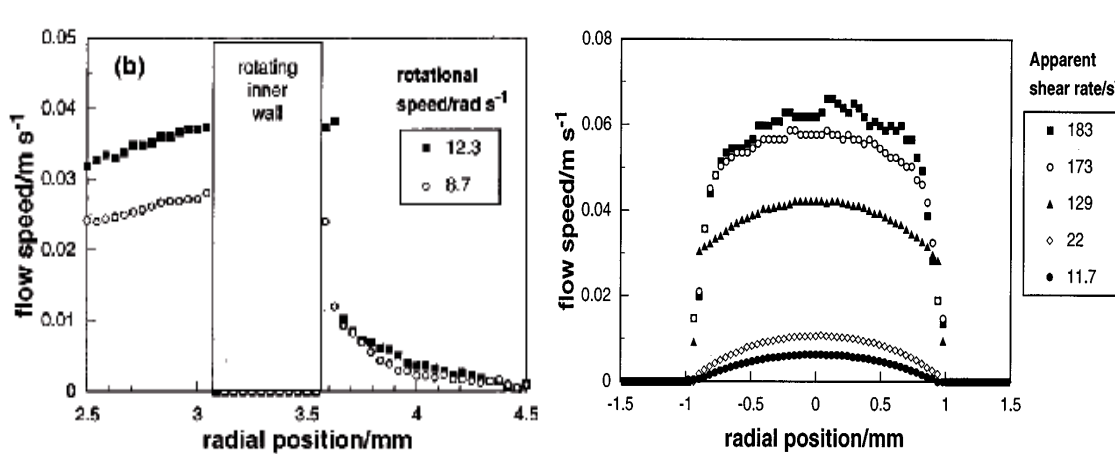 0.05
0.04
0.03
0.02
0.01
0
flow speed/m s⁻¹
(b)
rotating
inner
wall
rotational
speed/rad s⁻¹
12.3
8.7
2.5 3 3.5 4 4.5
radial position/mm
0.08
0.06
0.04
0.02
0
flow speed/m s⁻¹
-1.5 -1 -0.5 0 0.5 1 1.5
radial position/mm
Apparent
shear rate/s
183
173
129
22
11.7